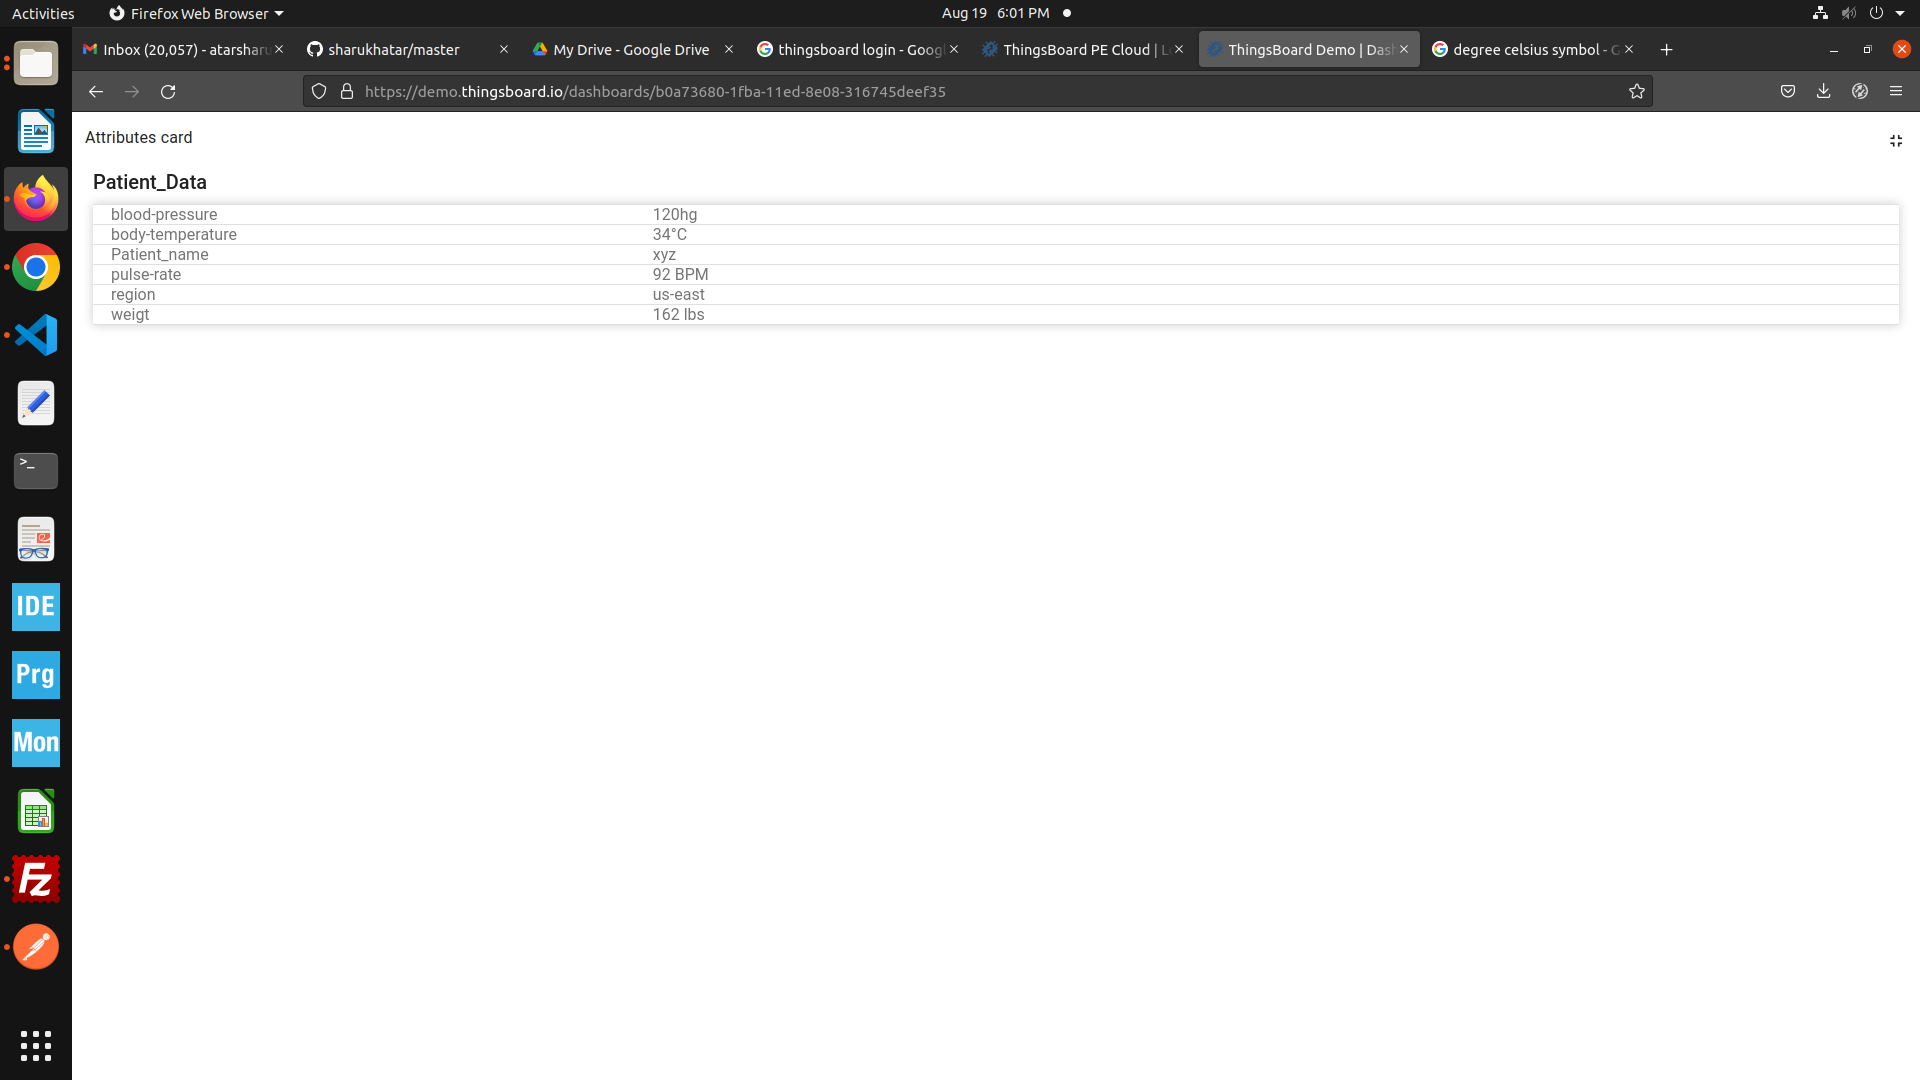 Activities
Firefox Web Browser
Aug 19 6:01 PM
Inbox (20,057) - atarsharu
sharukhatar/master
My Drive - Google Drive
thingsboard login - Goog
ThingsBoard PE Cloud | Lo
ThingsBoard Demo | Dash
degree celsius symbol - G
https://demo.thingsboard.io/dashboards/b0a73680-1fba-11ed-8e08-316745deef35
Attributes card
Patient_Data
blood-pressure 120hg
body-temperature 34°C
Patient_name xyz
pulse-rate 92 BPM
region us-east
weigt 162 lbs
>_
IDE
Prg
Mon
Fz